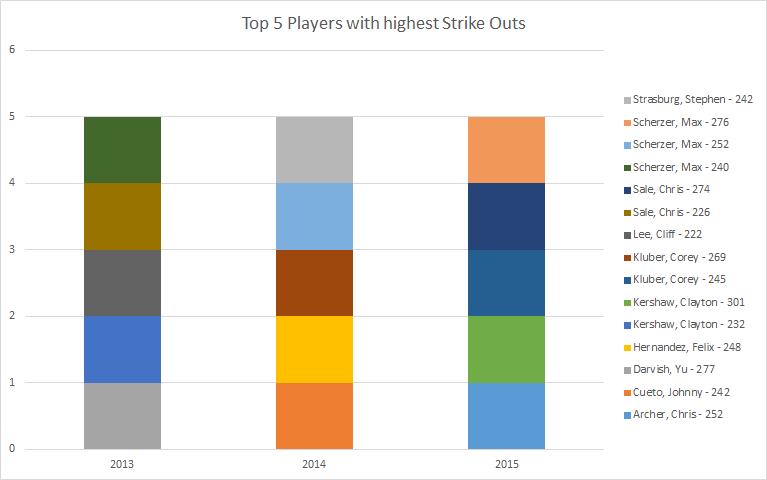 Top 5 Players with highest Strike Outs
6
5
4
3
2
1
0
2013
2014
2015
Strasburg, Stephen - 242
Scherzer, Max - 276
Scherzer, Max - 252
Scherzer, Max - 240
Sale, Chris - 274
Sale, Chris - 226
Lee, Cliff - 222
Kluber, Corey - 269
Kluber, Corey - 245
Kershaw, Clayton - 301
Kershaw, Clayton - 232
Hernandez, Felix - 248
Darvish, Yu - 277
Cueto, Johnny - 242
Archer, Chris - 252